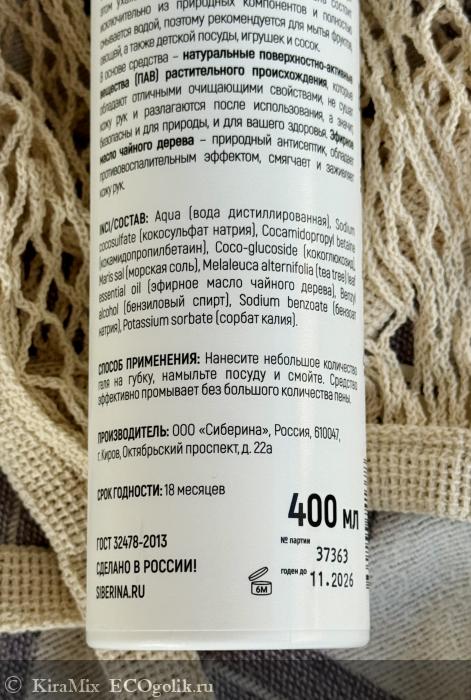 исключительно из природных компонентов и полностью
смывается водой, поэтому рекомендуется для мытья фруктов,
овощей, а также детской посуды, игрушек и сосок.
В основе средства – натуральные поверхностно-активные
вещества (ПАВ) растительного происхождения, которые
обладают отличными очищающими свойствами, не сушат
кожу рук и разлагаются после использования, а значит,
безопасны и для природы, и для вашего здоровья. Эфирное
масло чайного дерева – природный антисептик, обладает
противовоспалительным эффектом, смягчает и заживляет
кожу рук.
INCI/СОСТАВ: Aqua (вода дистиллированная), Sodium
cocosulfate (кокосульфат натрия), Cocamidopropyl betaine
(кокамидопропилбетаин), Coco-glucoside (кокоглюкозид),
Maris sal (морская соль), Melaleuca alternifolia (tea tree) leaf
essential oil (эфирное масло чайного дерева), Benzyl
alcohol (бензиловый спирт), Sodium benzoate (бензоат
натрия), Potassium sorbate (сорбат калия).
СПОСОБ ПРИМЕНЕНИЯ: Нанесите небольшое количество
геля на губку, намыльте посуду и смойте. Средство
эффективно промывает без большого количества пены.
ПРОИЗВОДИТЕЛЬ: ООО «Сиберина», Россия, 610047,
г. Киров, Октябрьский проспект, д. 22а
СРОК ГОДНОСТИ: 18 месяцев
400 мл
ГОСТ 32478-2013
СДЕЛАНО В РОССИИ!
SIBERINA.RU
6М
№ партии
37363
годен до
11.2026
KiraMix ECOgolik.ru